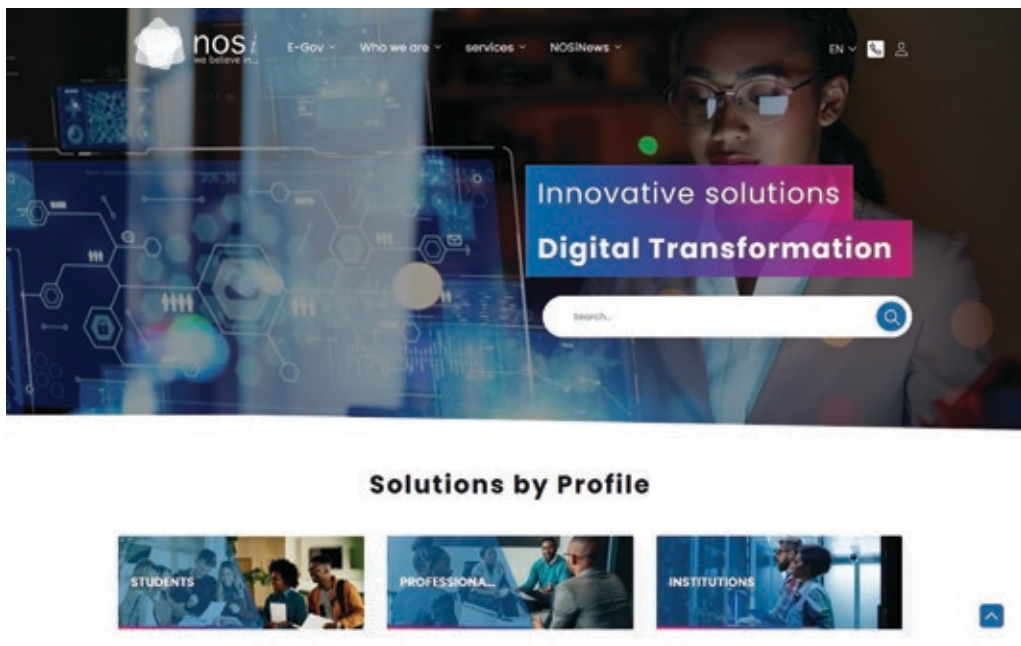 nosi
we believe in...
E-Gov Who we are services NOSiNews EN
Innovative solutions
Digital Transformation
Search...
Solutions by Profile
STUDENTS PROFESSIONA... INSTITUTIONS